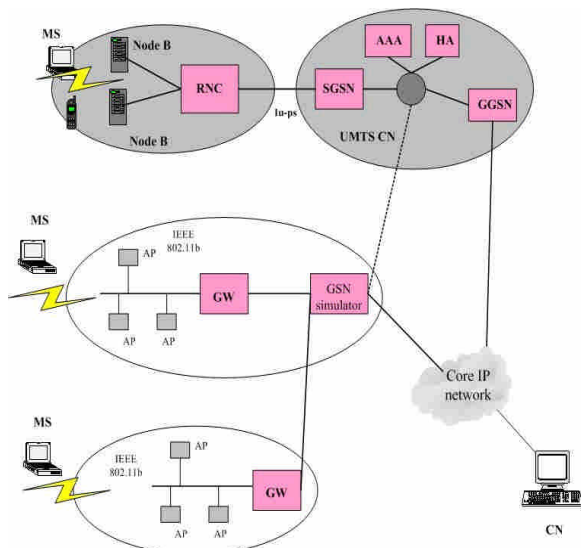 MS
Node B
RNC
Node B
Iu-ps
AAA
HA
SGSN
GGSN
UMTS CN
MS
IEEE
802.11b
AP
GW
GSN
simulator
AP
AP
Core IP
network
MS
IEEE
802.11b
AP
GW
AP
AP
CN